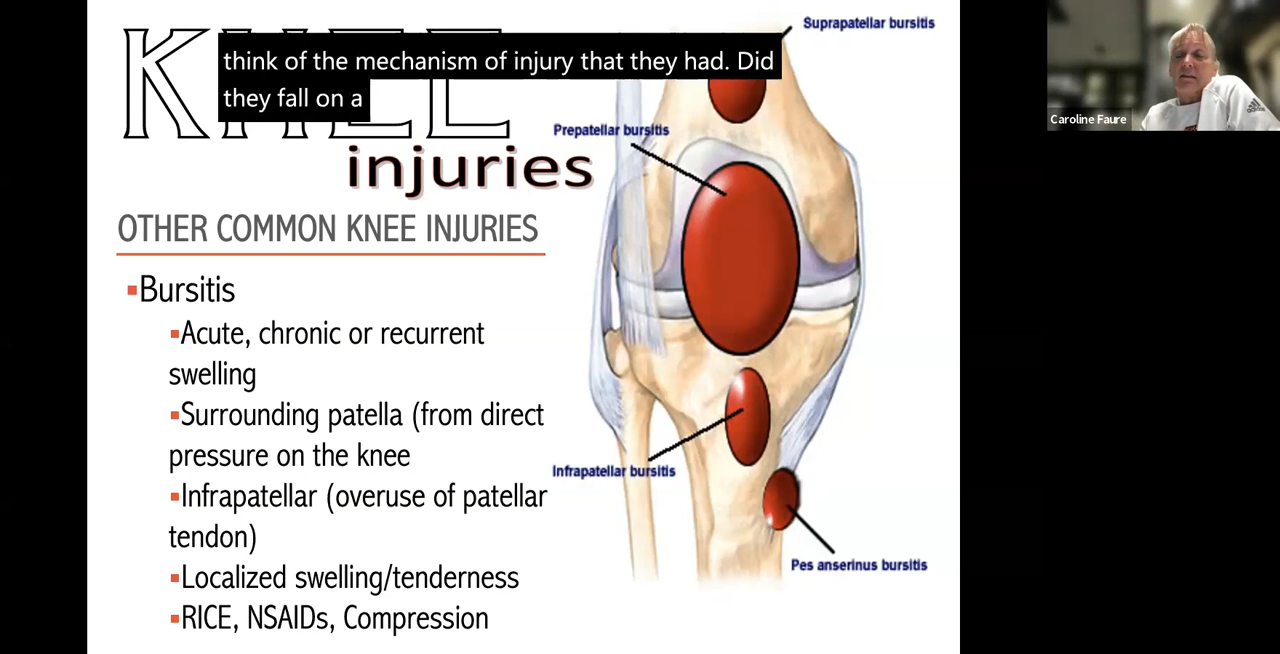 KNEE
think of the mechanism of injury that they had. Did
they fall on a
injuries
OTHER COMMON KNEE INJURIES
▪Bursitis
▪Acute, chronic or recurrent
swelling
▪Surrounding patella (from direct
pressure on the knee
▪Infrapatellar (overuse of patellar
tendon)
▪Localized swelling/tenderness
▪RICE, NSAIDs, Compression
Suprapatellar bursitis
Prepatellar bursitis
Infrapatellar bursitis
Pes anserinus bursitis
Caroline Faure
adidas